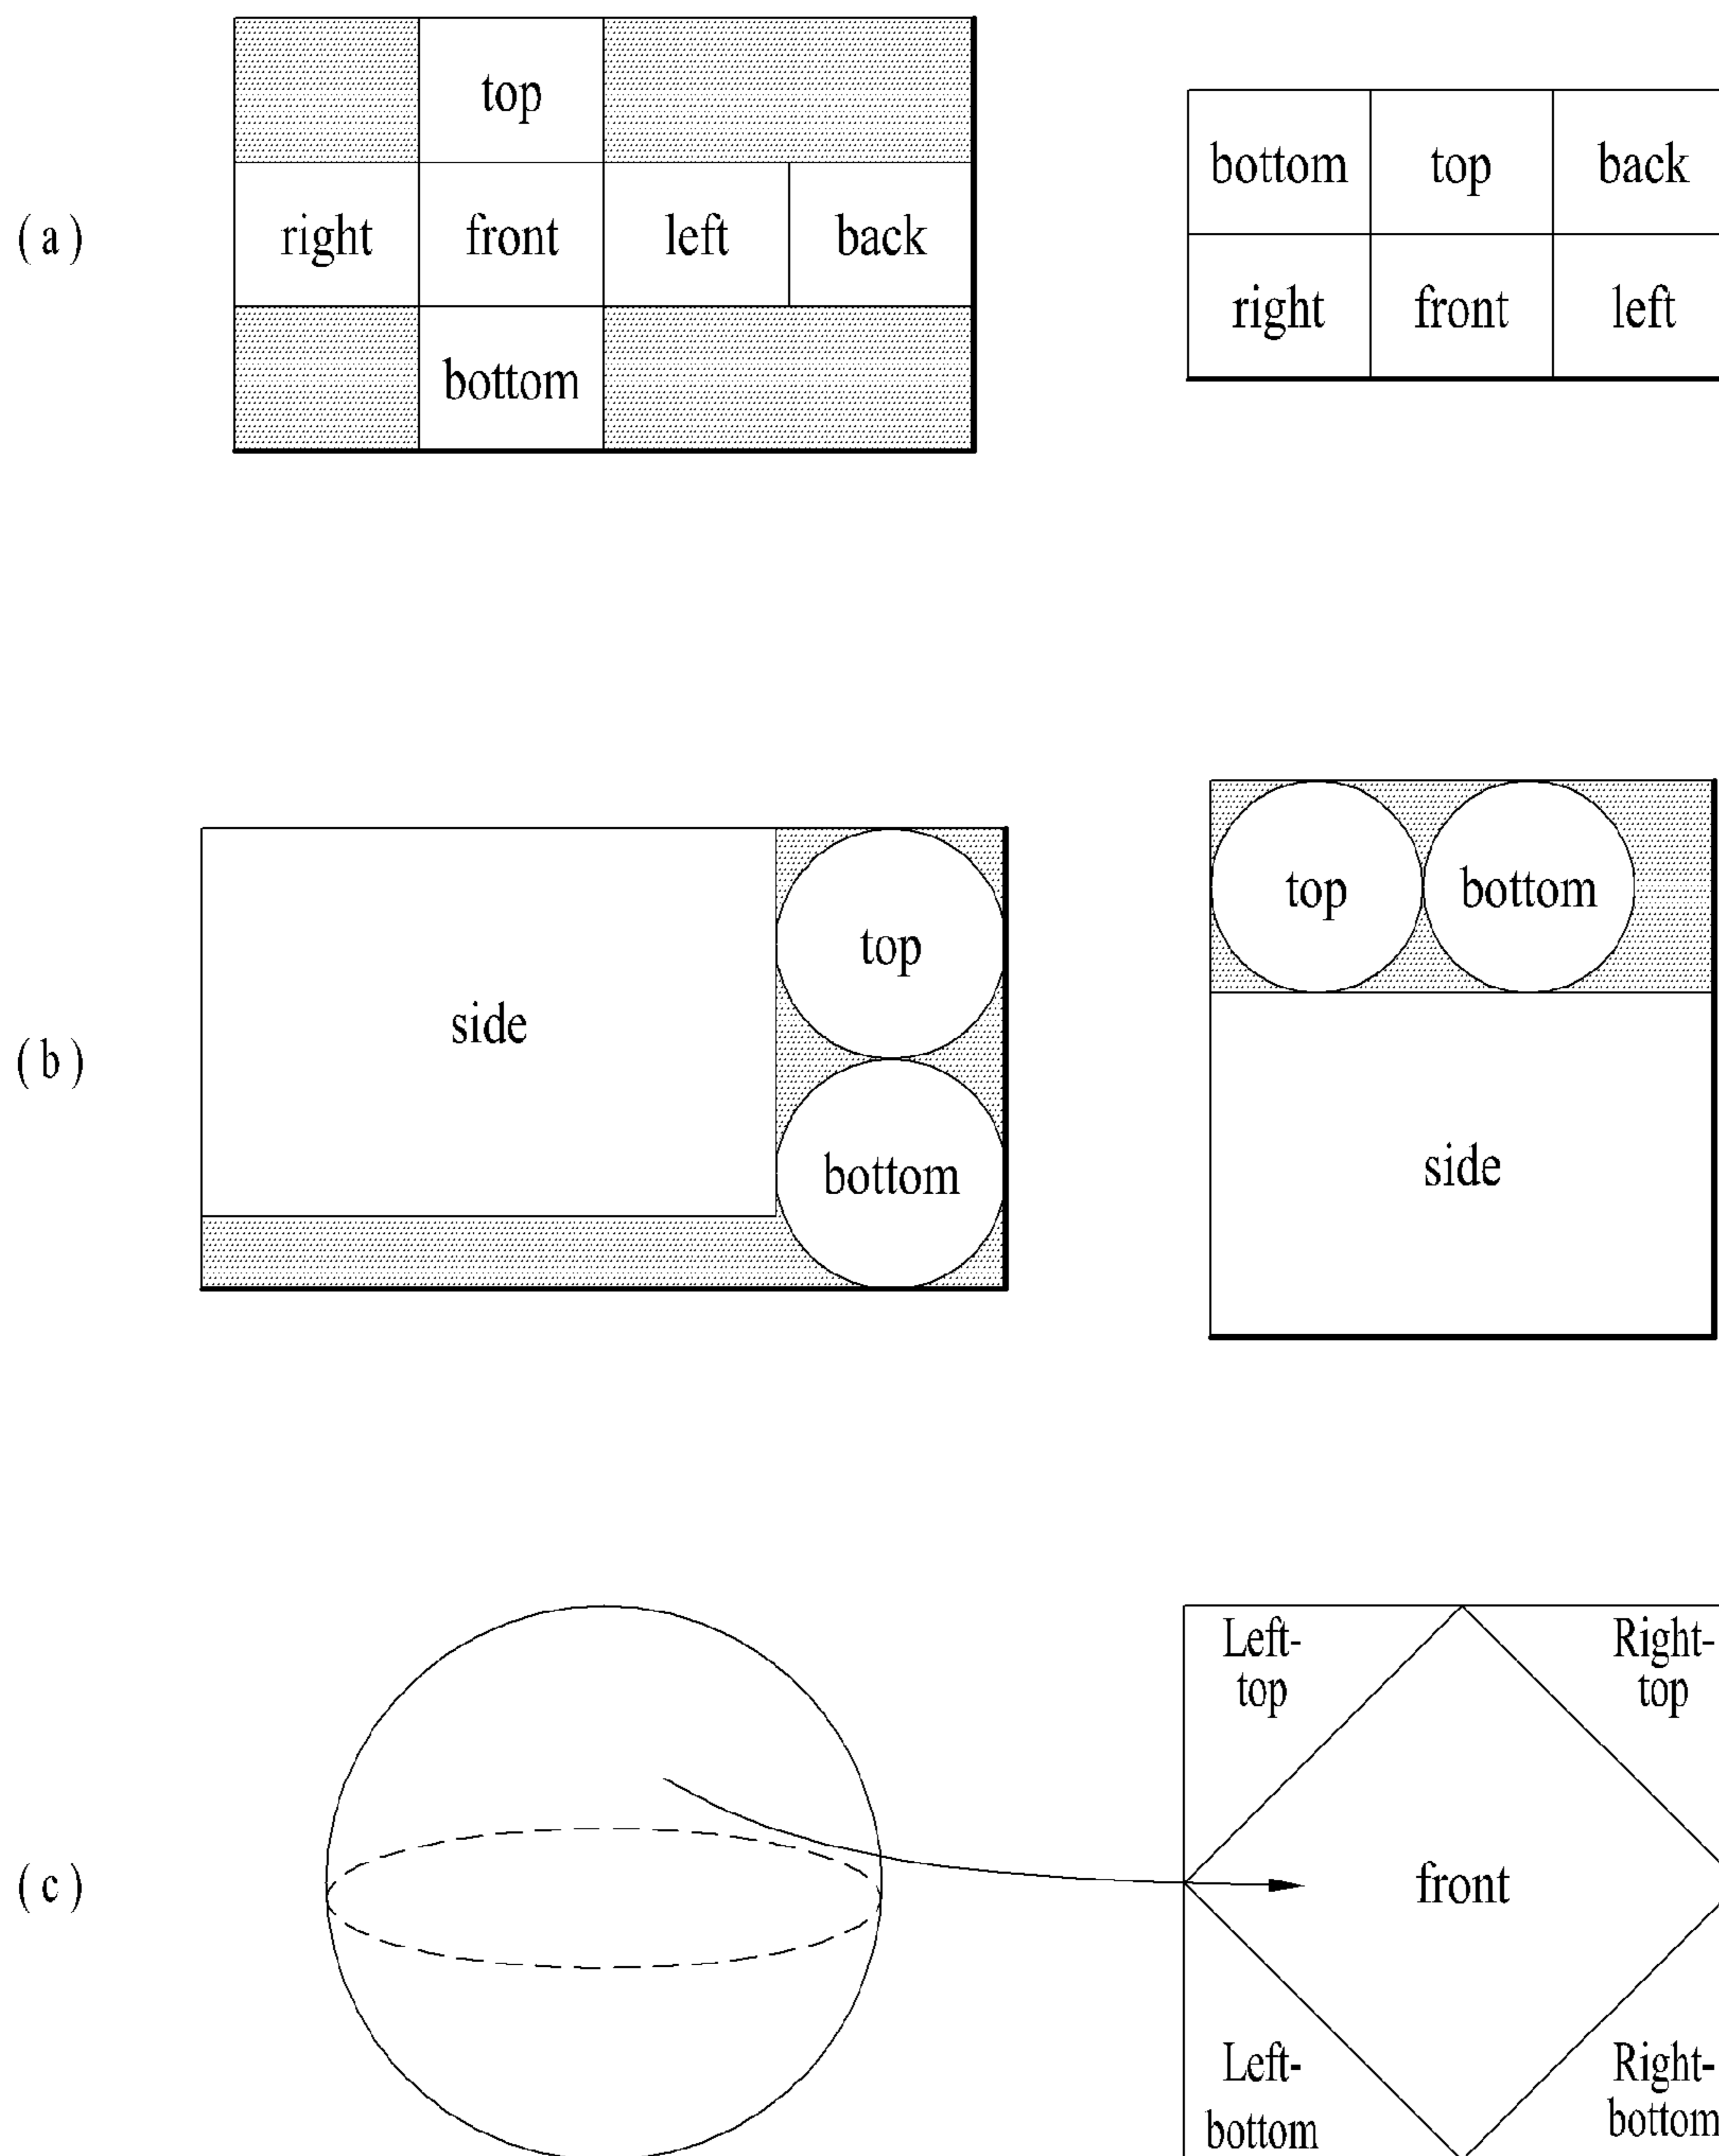 (a)
top
right front left back
bottom
bottom top back
right front left
(b)
side
top
bottom
top bottom
side
(c)
Left-
top
Right-
top
front
Left-
bottom
Right-
bottom